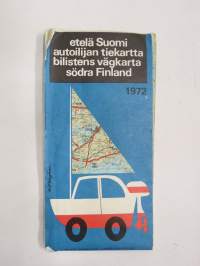 etelä Suomi
autoilijan tiekartta
bilistens vägkarta
södra Finland
1972